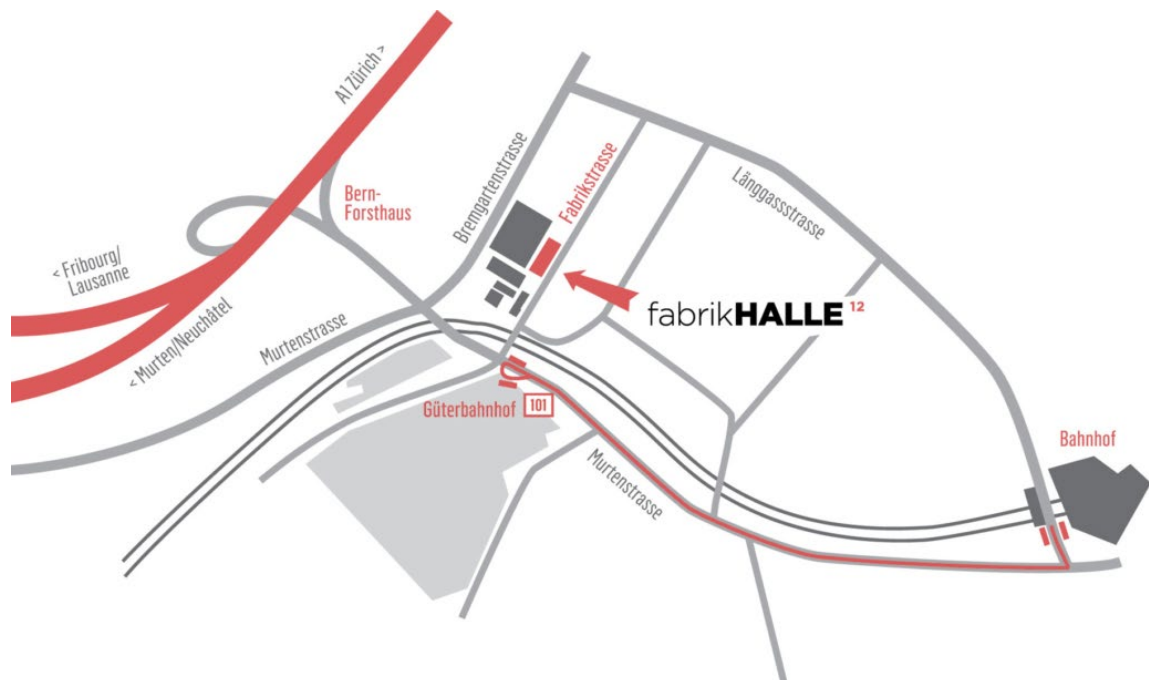 A1 Zürich >
Bern-
Forsthaus
Bremgartenstrasse
Fabrikstrasse
Länggassstrasse
< Fribourg/
Lausanne
< Murten/Neuchâtel
Murtenstrasse
fabrikHALLE 12
Güterbahnhof 101
Murtenstrasse
Bahnhof